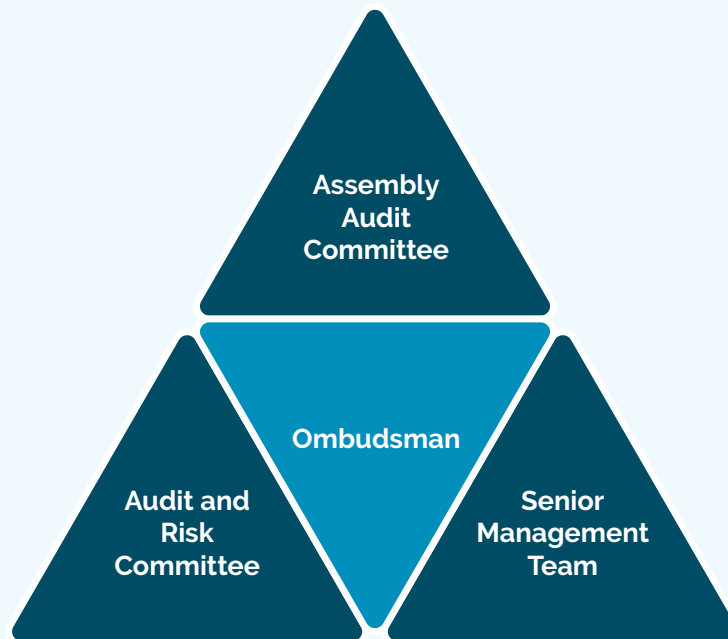 Assembly
Audit
Committee
Ombudsman
Audit and
Risk
Committee
Senior
Management
Team